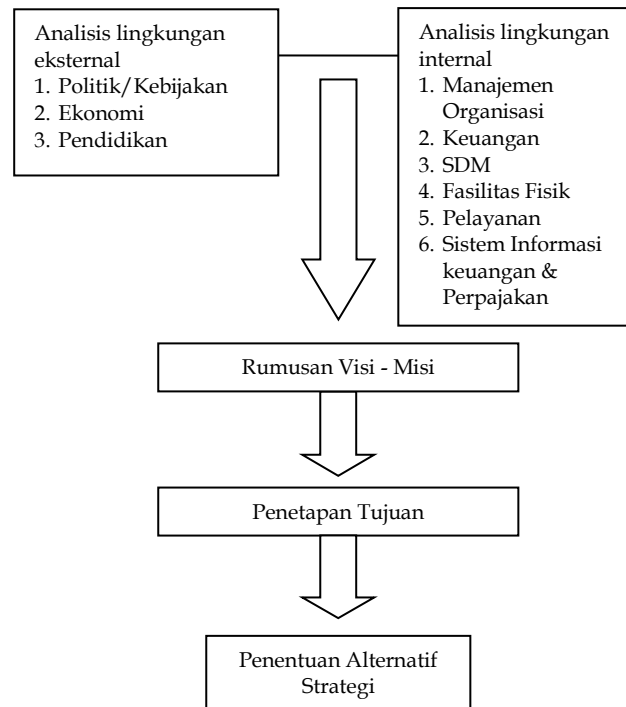 Analisis lingkungan
eksternal
1. Politik/Kebijakan
2. Ekonomi
3. Pendidikan
Analisis lingkungan
internal
1. Manajemen
Organisasi
2. Keuangan
3. SDM
4. Fasilitas Fisik
5. Pelayanan
6. Sistem Informasi
keuangan &
Perpajakan
Rumusan Visi - Misi
Penetapan Tujuan
Penentuan Alternatif
Strategi